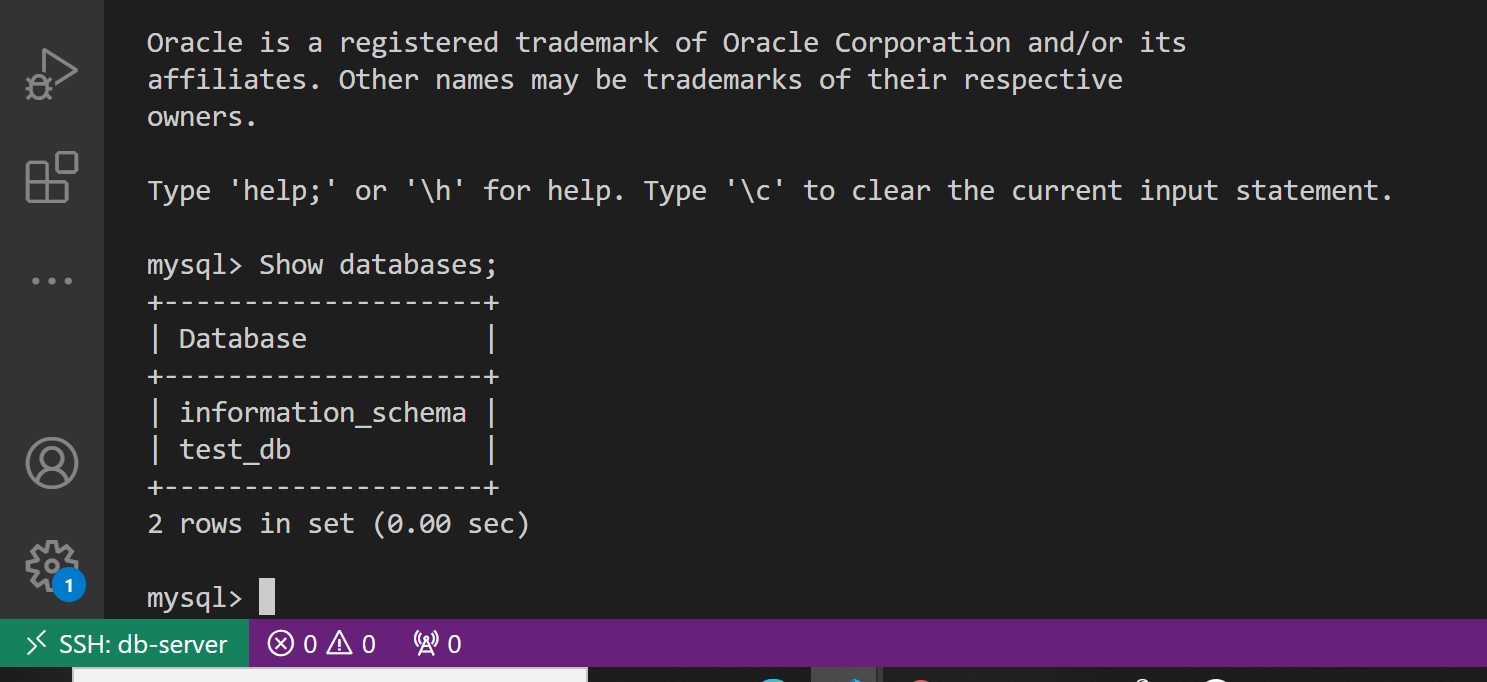 Oracle is a registered trademark of Oracle Corporation and/or its
affiliates. Other names may be trademarks of their respective
owners.
Type 'help;' or '\h' for help. Type '\c' to clear the current input statement.
mysql> Show databases;
+--------------------+
| Database           |
+--------------------+
| information_schema |
| test_db            |
+--------------------+
2 rows in set (0.00 sec)
mysql>
1
SSH: db-server 0 0 0